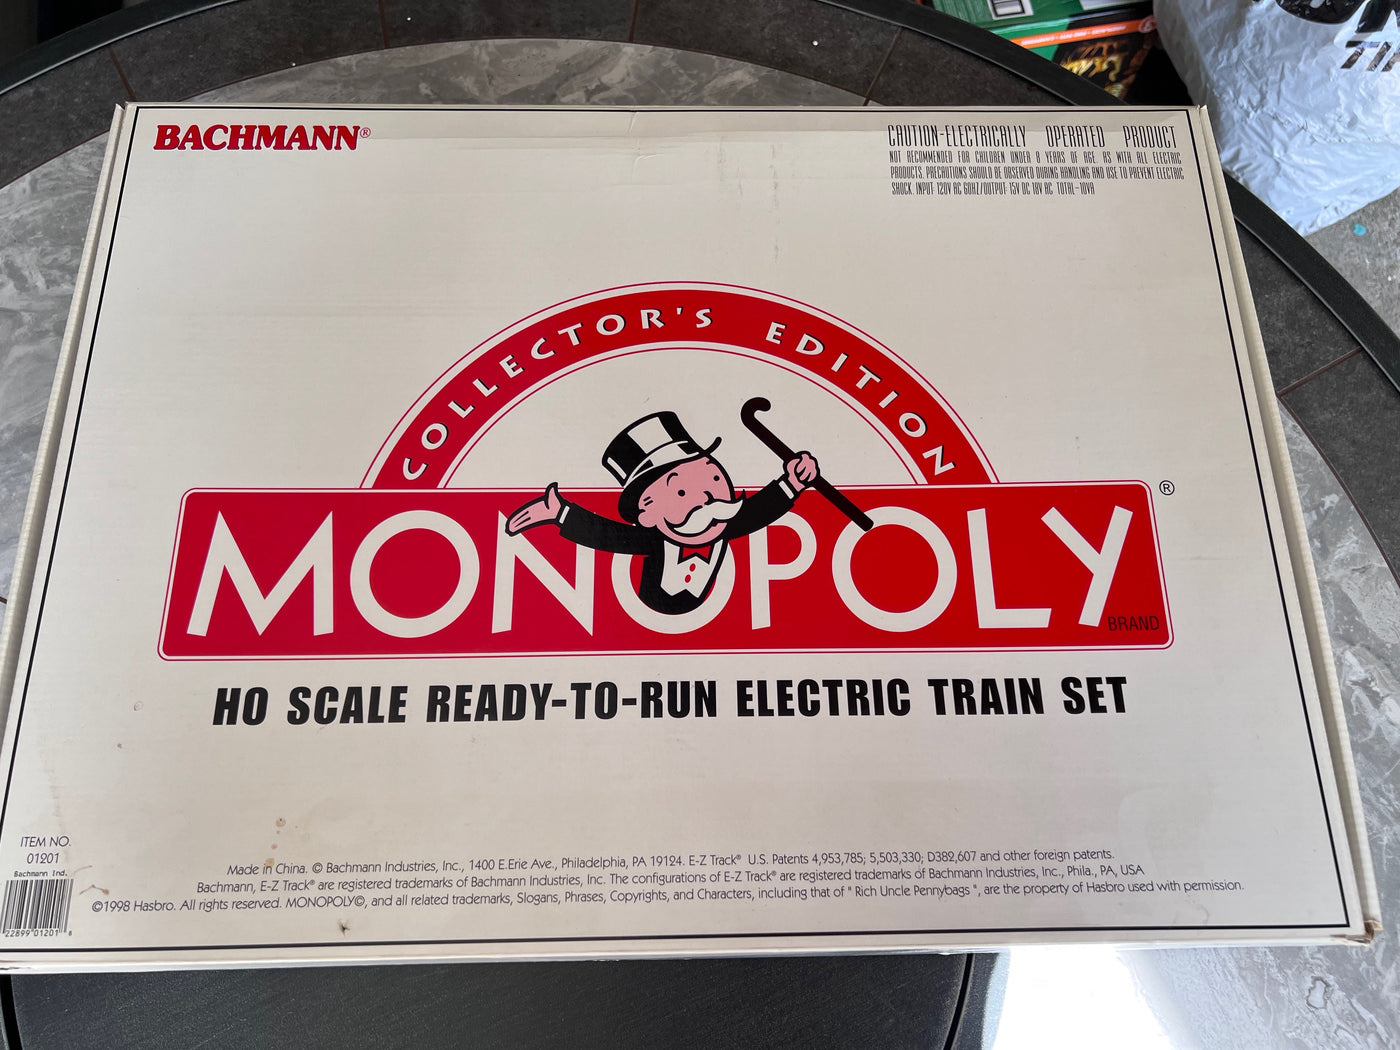 BACHMANN®
CAUTION-ELECTRICALLY OPERATED PRODUCT
NOT RECOMMENDED FOR CHILDREN UNDER 8 YEARS OF AGE. AS WITH ALL ELECTRIC
PRODUCTS, PRECAUTIONS SHOULD BE OBSERVED DURING HANDLING AND USE TO PREVENT ELECTRIC
SHOCK. INPUT: 120V AC 60HZ/OUTPUT: 15V DC 18V AC TOTAL-10VA
COLLECTOR'S EDITION
MONOPOLY®
BRAND
HO SCALE READY-TO-RUN ELECTRIC TRAIN SET
ITEM NO.
01201
Bachmann Ind.
22899 01201 8
Made in China. © Bachmann Industries, Inc., 1400 E.Erie Ave., Philadelphia, PA 19124. E-Z Track® U.S. Patents 4,953,785; 5,503,330; D382,607 and other foreign patents.
Bachmann, E-Z Track® are registered trademarks of Bachmann Industries, Inc. The configurations of E-Z Track® are registered trademarks of Bachmann Industries, Inc., Phila., PA, USA
©1998 Hasbro. All rights reserved. MONOPOLY©, and all related trademarks, Slogans, Phrases, Copyrights, and Characters, including that of " Rich Uncle Pennybags ", are the property of Hasbro used with permission.